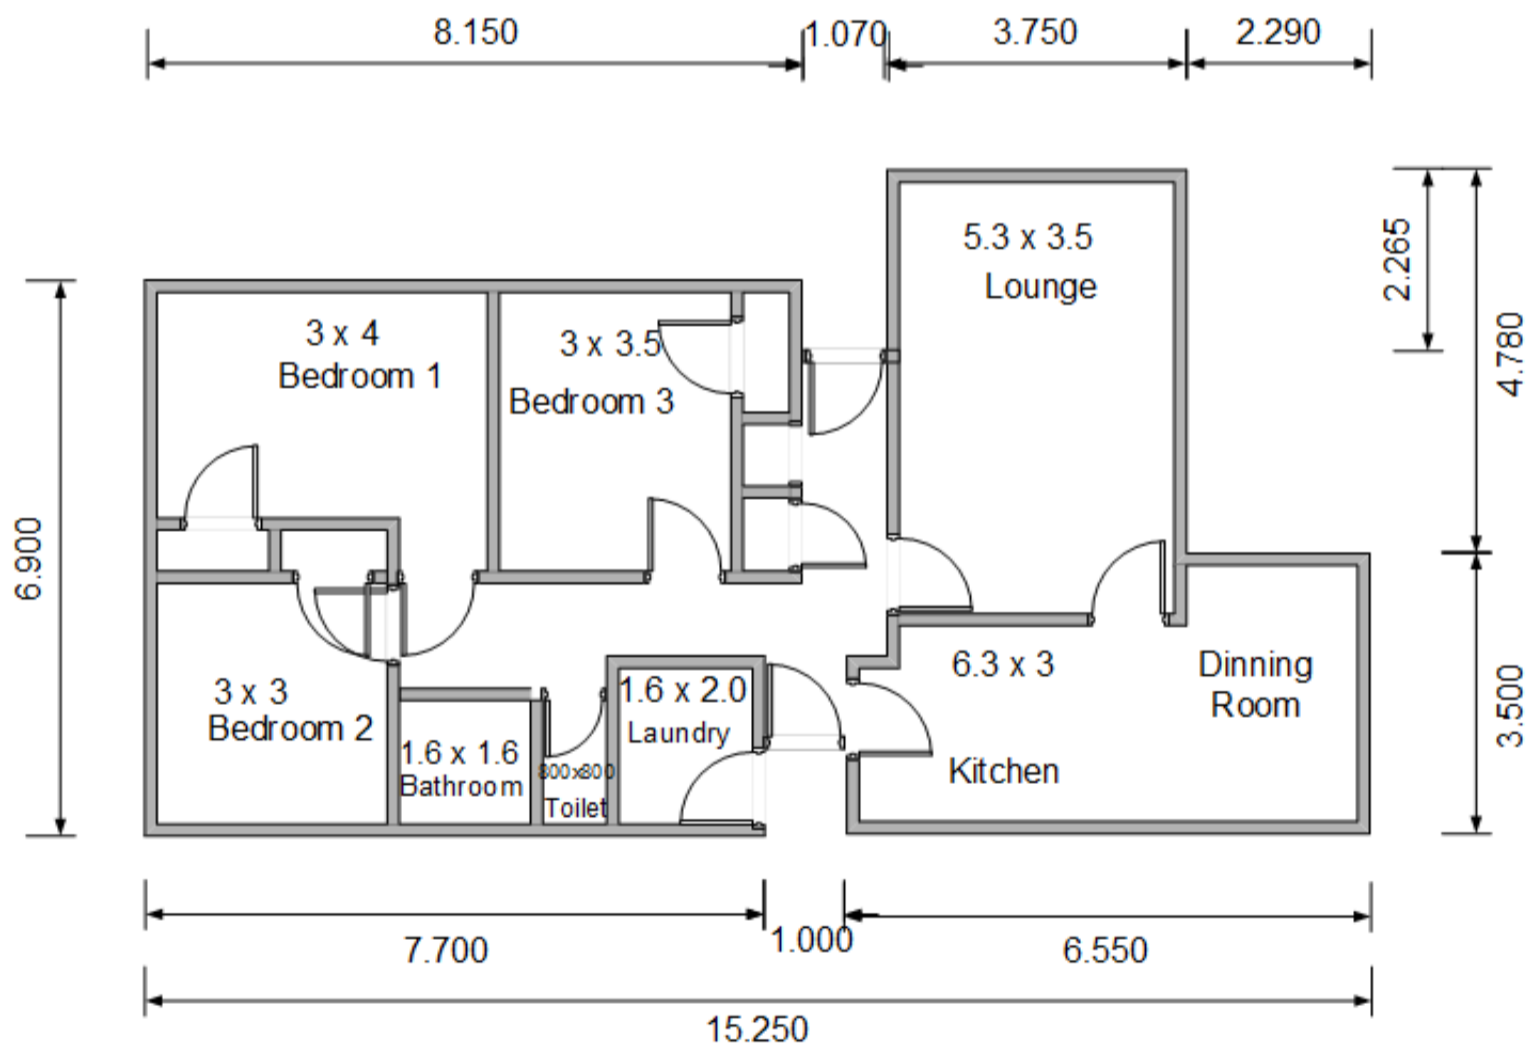 8.150
1.070
3.750
2.290
5.3 x 3.5
Lounge
2.265
4.780
3 x 4
Bedroom 1
3 x 3.5
Bedroom 3
6.900
6.3 x 3
Dinning
Room
3 x 3
Bedroom 2
1.6 x 2.0
Laundry
1.6 x 1.6
Bathroom
800x800
Toilet
Kitchen
3.500
7.700
1.000
6.550
15.250